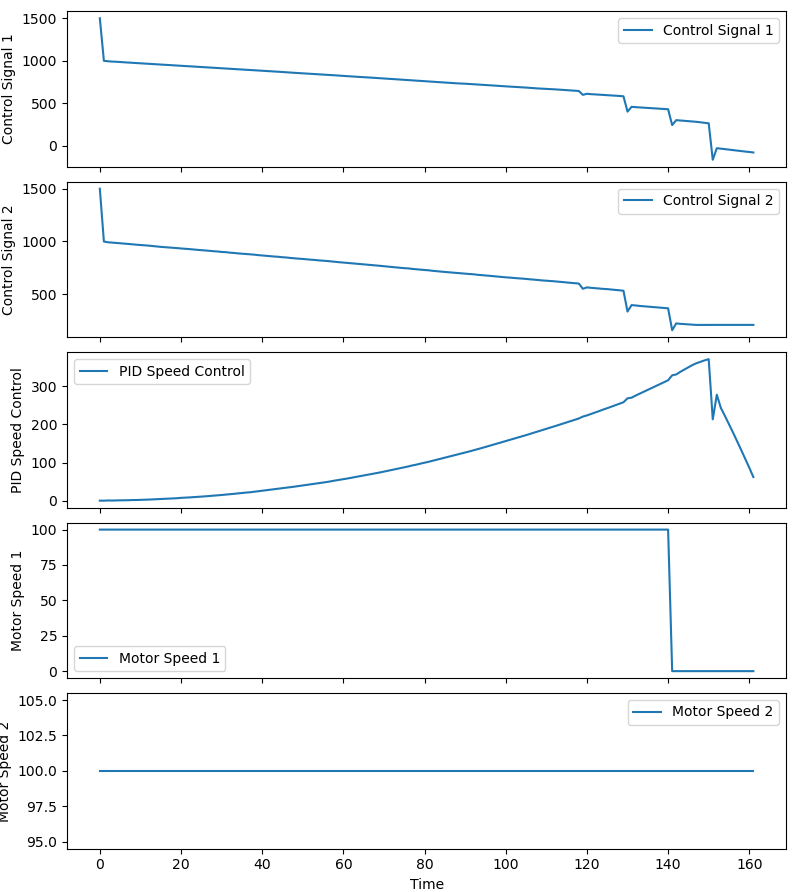 1500
1000
500
0
Control Signal 1
Control Signal 1
1500
1000
500
Control Signal 2
Control Signal 2
300
200
100
0
PID Speed Control
PID Speed Control
100
75
50
25
0
Motor Speed 1
Motor Speed 1
105.0
102.5
100.0
97.5
95.0
Motor Speed 2
Motor Speed 2
0 20 40 60 80 100 120 140 160
Time